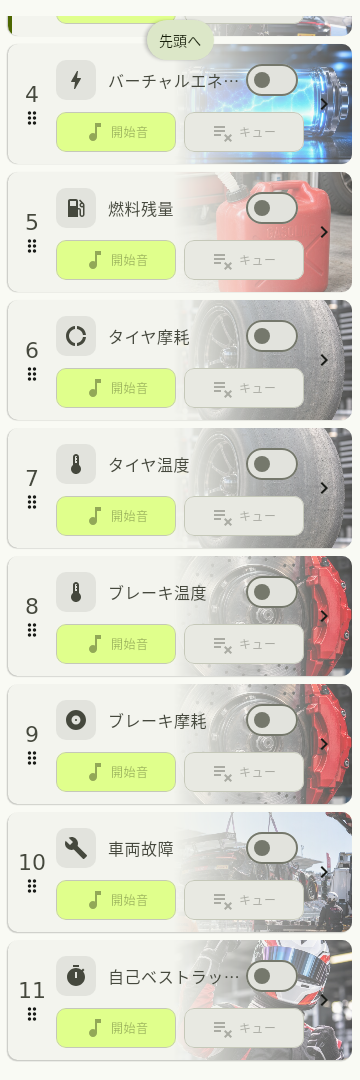 先頭へ
4
バーチャルエネ…
開始音
キュー
5
燃料残量
開始音
キュー
6
タイヤ摩耗
開始音
キュー
7
タイヤ温度
開始音
キュー
8
ブレーキ温度
開始音
キュー
9
ブレーキ摩耗
開始音
キュー
10
車両故障
開始音
キュー
11
自己ベストラッ…
開始音
キュー